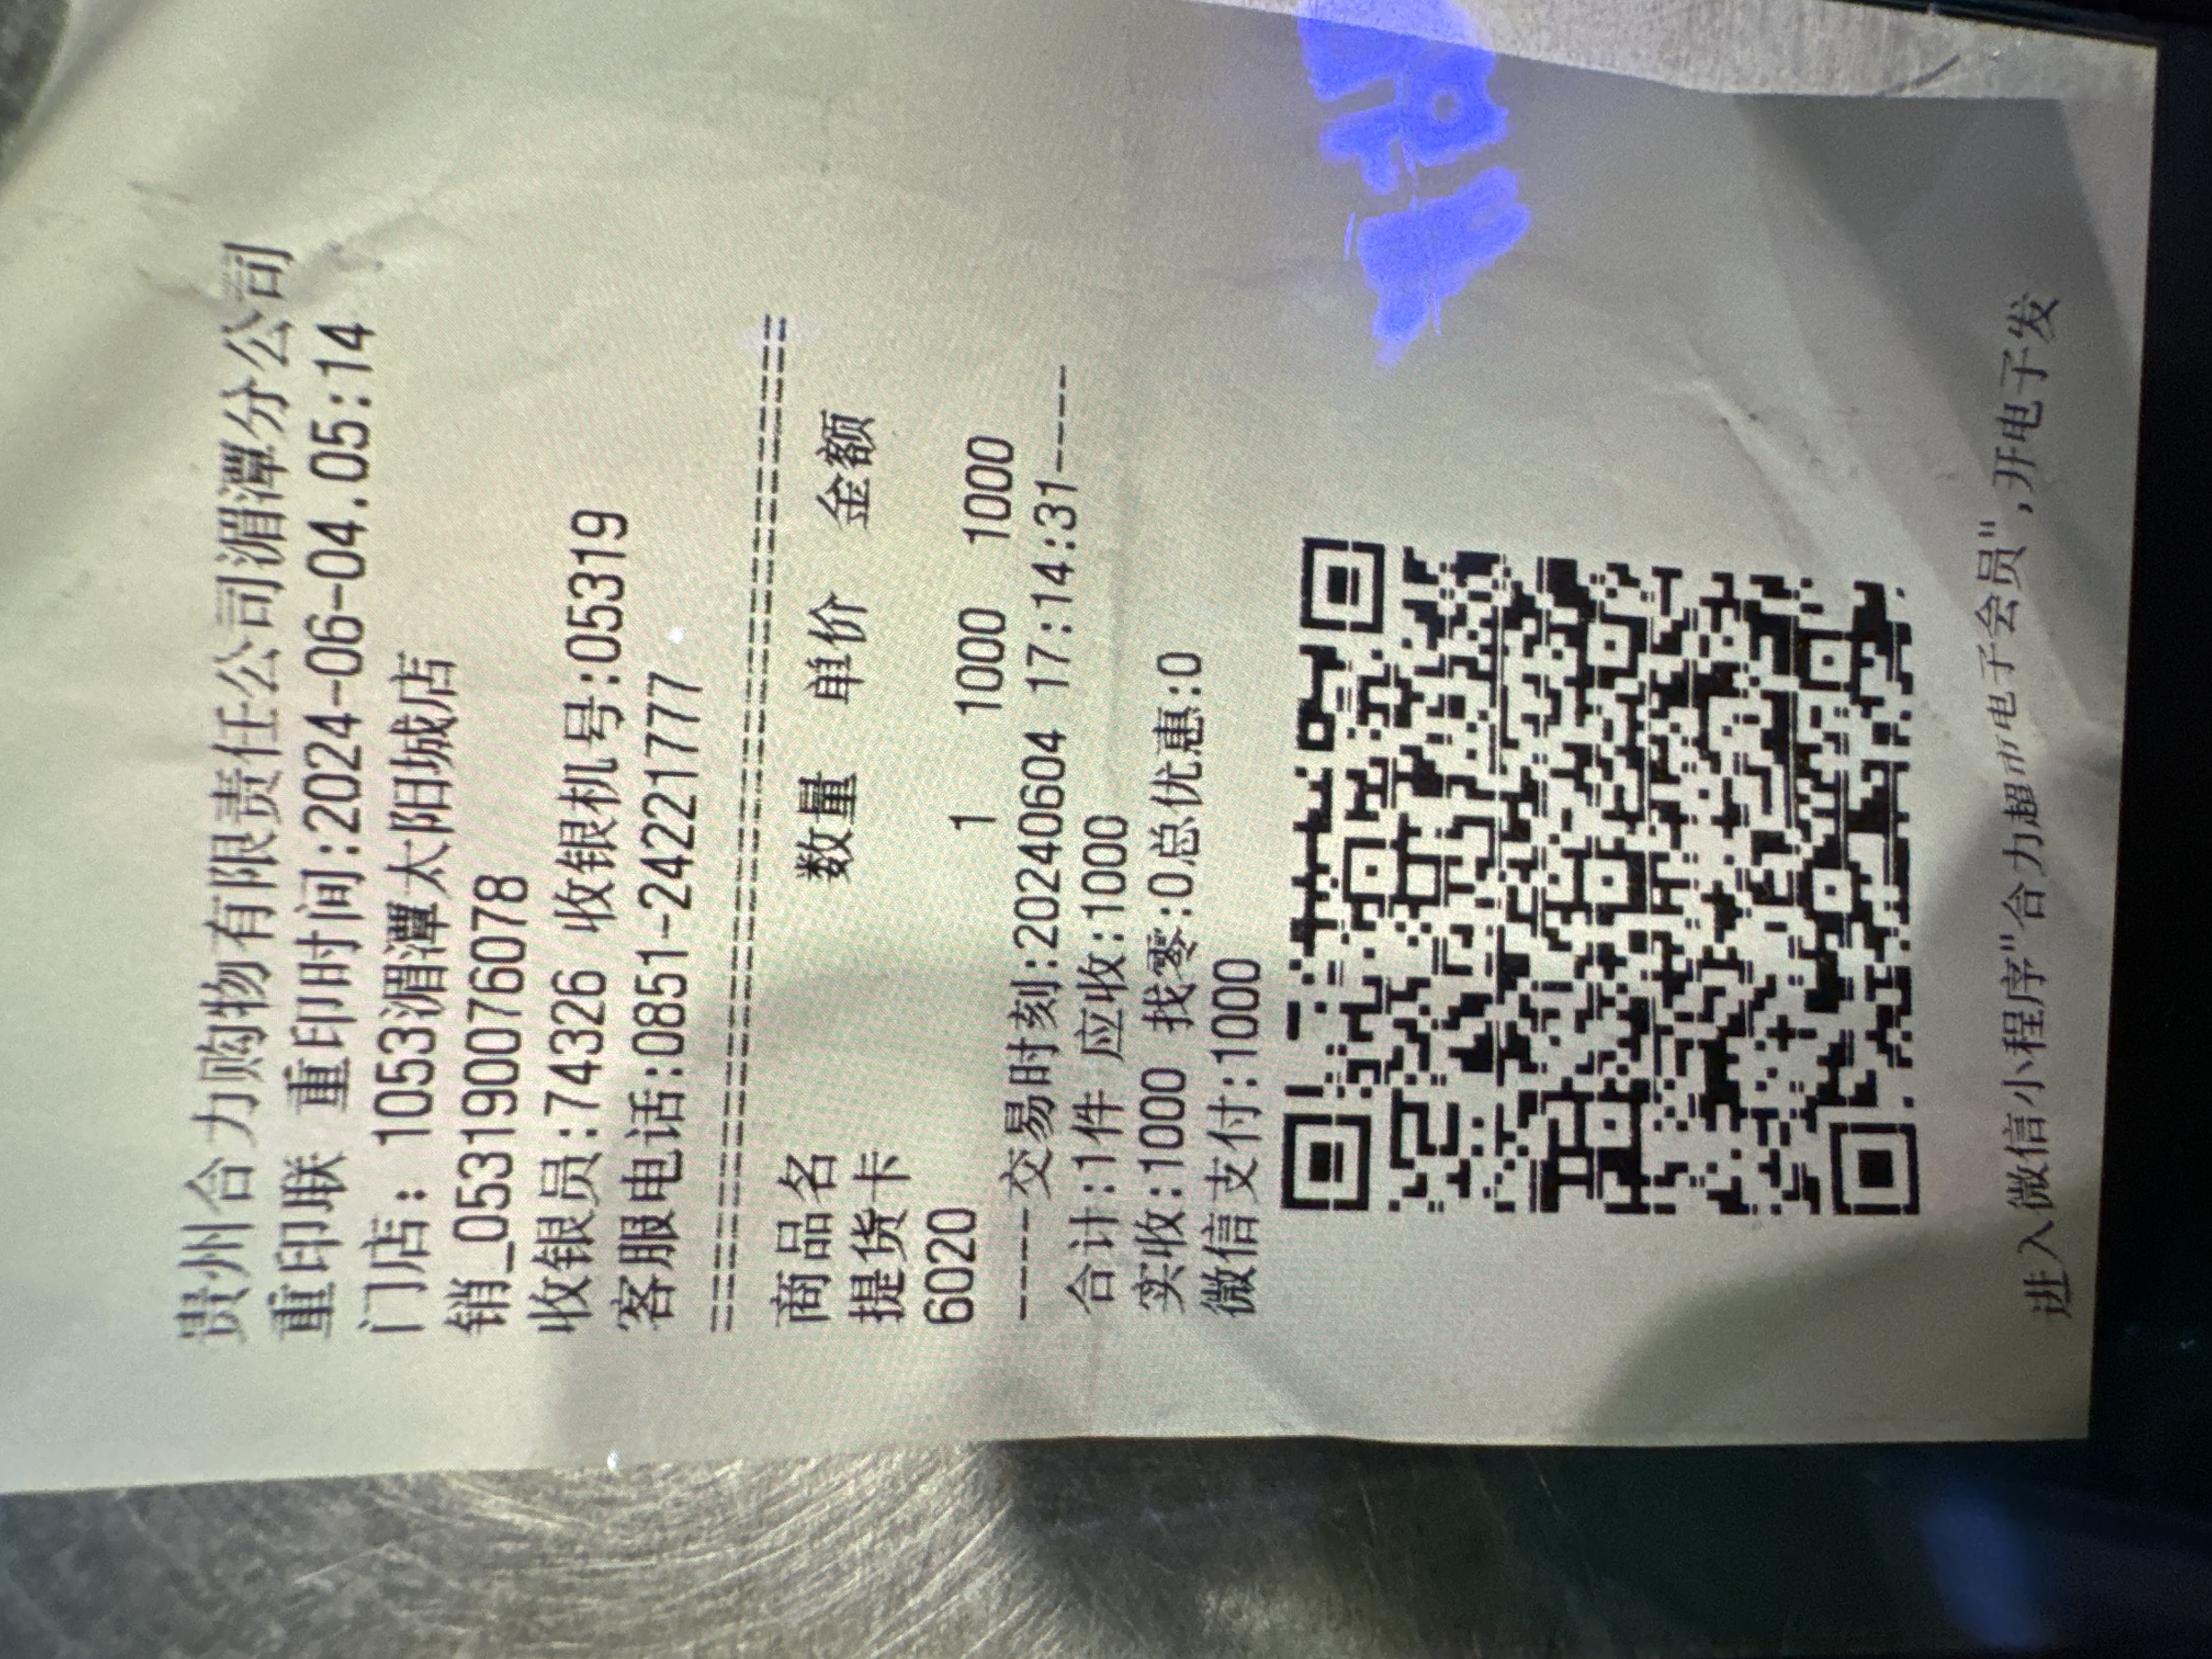 贵州合力购物有限责任公司湄潭分公司
重印联 重印时间:2024-06-04.05:14
门店: 1053湄潭太阳城店
销_053190076078
收银员:74326 收银机号:05319
客服电话:0851-24221777
================================
商品名 数量 单价 金额
提货卡
6020 1 1000 1000
-----交易时刻:20240604 17:14:31-----
合计:1件 应收:1000
实收:1000 找零:0总优惠:0
微信支付:1000
进入微信小程序"合力超市电子会员",开电子发